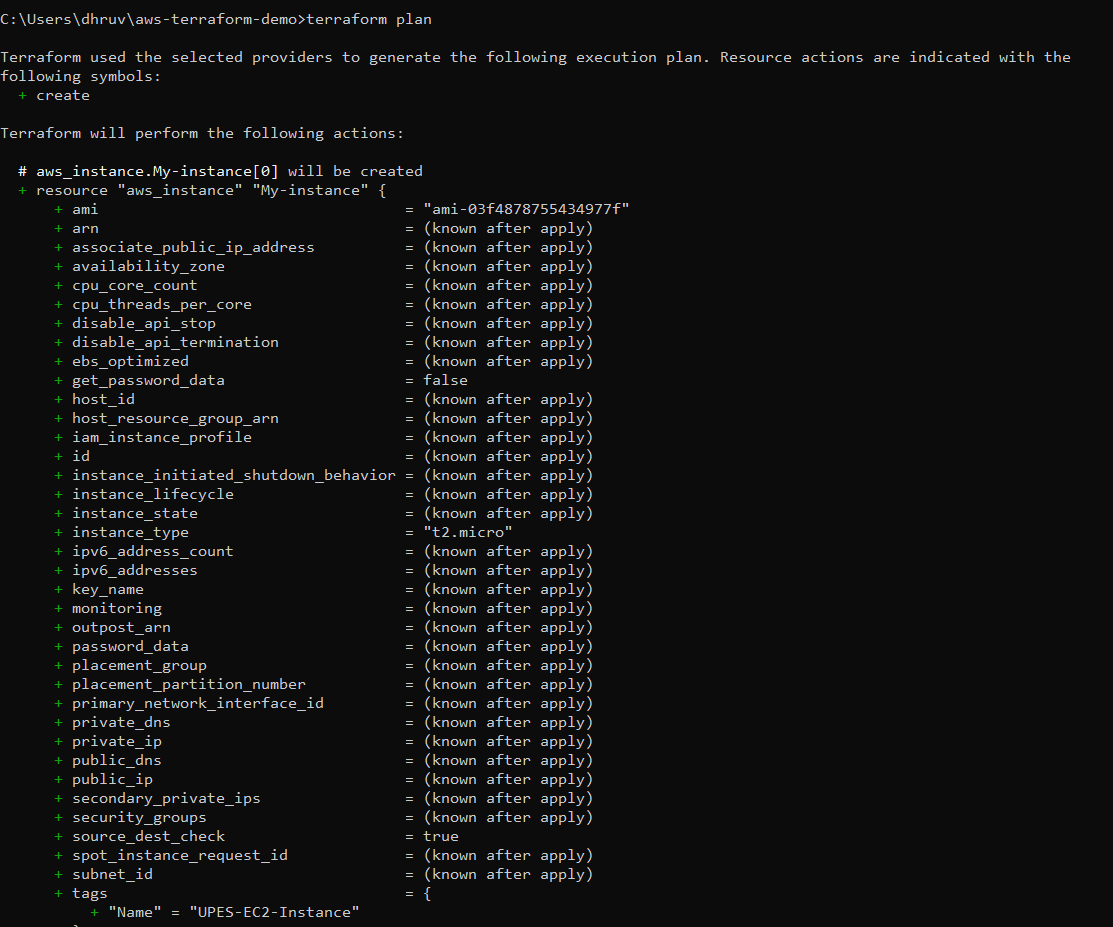 C:\Users\dhruv\aws-terraform-demo>terraform plan
Terraform used the selected providers to generate the following execution plan. Resource actions are indicated with the
following symbols:
  + create
Terraform will perform the following actions:
  # aws_instance.My-instance[0] will be created
  + resource "aws_instance" "My-instance" {
      + ami                                  = "ami-03f4878755434977f"
      + arn                                  = (known after apply)
      + associate_public_ip_address          = (known after apply)
      + availability_zone                    = (known after apply)
      + cpu_core_count                       = (known after apply)
      + cpu_threads_per_core                 = (known after apply)
      + disable_api_stop                     = (known after apply)
      + disable_api_termination              = (known after apply)
      + ebs_optimized                        = (known after apply)
      + get_password_data                    = false
      + host_id                              = (known after apply)
      + host_resource_group_arn              = (known after apply)
      + iam_instance_profile                 = (known after apply)
      + id                                   = (known after apply)
      + instance_initiated_shutdown_behavior = (known after apply)
      + instance_lifecycle                   = (known after apply)
      + instance_state                       = (known after apply)
      + instance_type                        = "t2.micro"
      + ipv6_address_count                   = (known after apply)
      + ipv6_addresses                       = (known after apply)
      + key_name                             = (known after apply)
      + monitoring                           = (known after apply)
      + outpost_arn                          = (known after apply)
      + password_data                        = (known after apply)
      + placement_group                      = (known after apply)
      + placement_partition_number           = (known after apply)
      + primary_network_interface_id         = (known after apply)
      + private_dns                          = (known after apply)
      + private_ip                           = (known after apply)
      + public_dns                           = (known after apply)
      + public_ip                            = (known after apply)
      + secondary_private_ips                = (known after apply)
      + security_groups                      = (known after apply)
      + source_dest_check                    = true
      + spot_instance_request_id             = (known after apply)
      + subnet_id                            = (known after apply)
      + tags                                 = {
          + "Name" = "UPES-EC2-Instance"